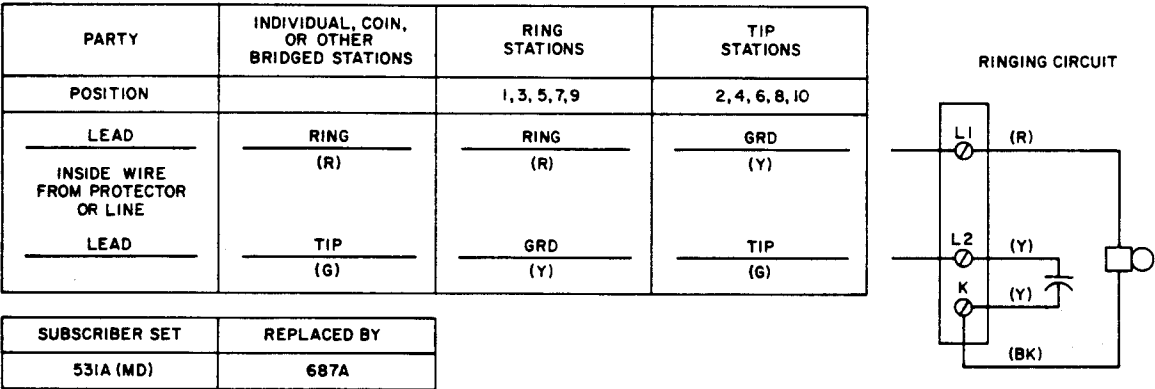 PARTY
INDIVIDUAL, COIN,
OR OTHER
BRIDGED STATIONS
RING
STATIONS
TIP
STATIONS
POSITION
1,3,5,7,9
2,4,6,8,10
LEAD
RING
RING
GRD
(R)
(R)
(Y)
INSIDE WIRE
FROM PROTECTOR
OR LINE
LEAD
TIP
GRD
TIP
(G)
(Y)
(G)
SUBSCRIBER SET
REPLACED BY
531A (MD)
687A
RINGING CIRCUIT
L1
(R)
L2
(Y)
K
(Y)
(BK)